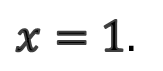 x = 1.